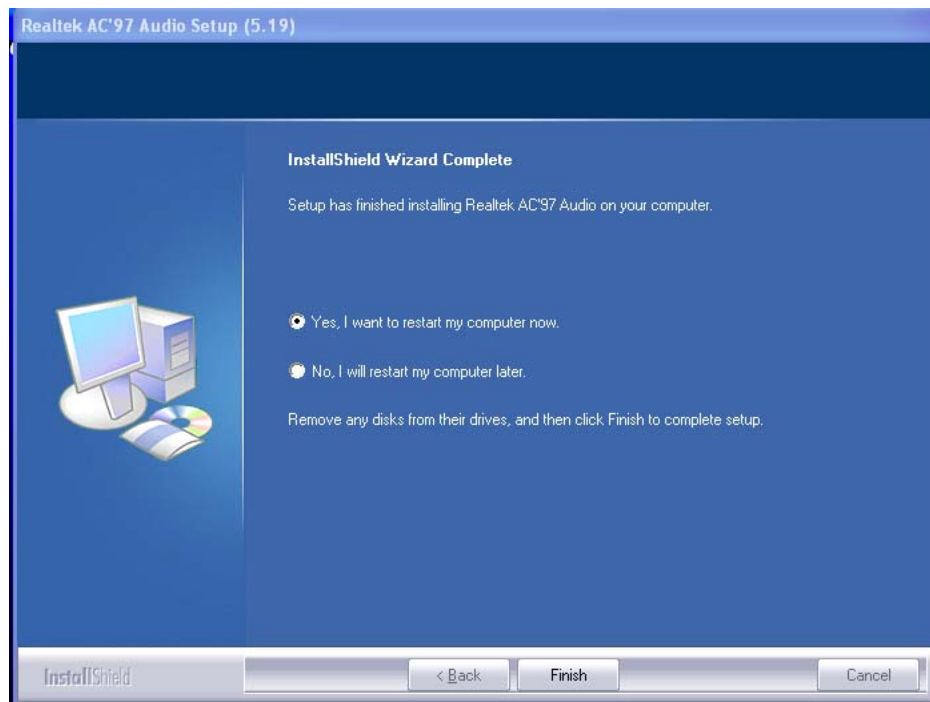 Realtek AC'97 Audio Setup (5.19)
InstallShield Wizard Complete
Setup has finished installing Realtek AC'97 Audio on your computer.
Yes, I want to restart my computer now.
No, I will restart my computer later.
Remove any disks from their drives, and then click Finish to complete setup.
InstallShield
< Back
Finish
Cancel